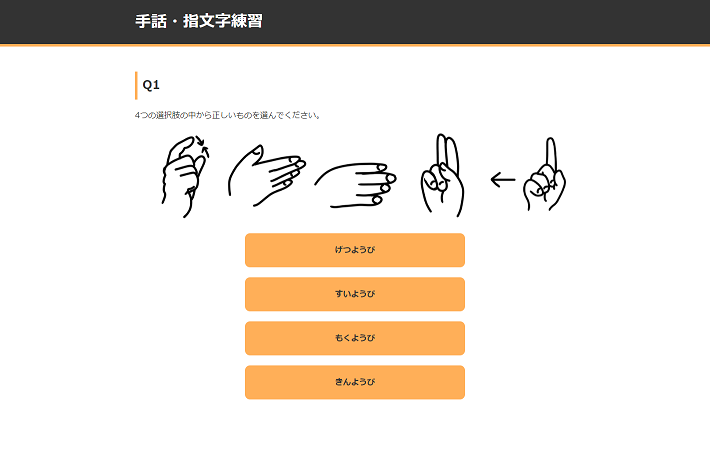 手話・指文字練習
Q1
4つの選択肢の中から正しいものを選んでください。
げつようび
すいようび
もくようび
きんようび